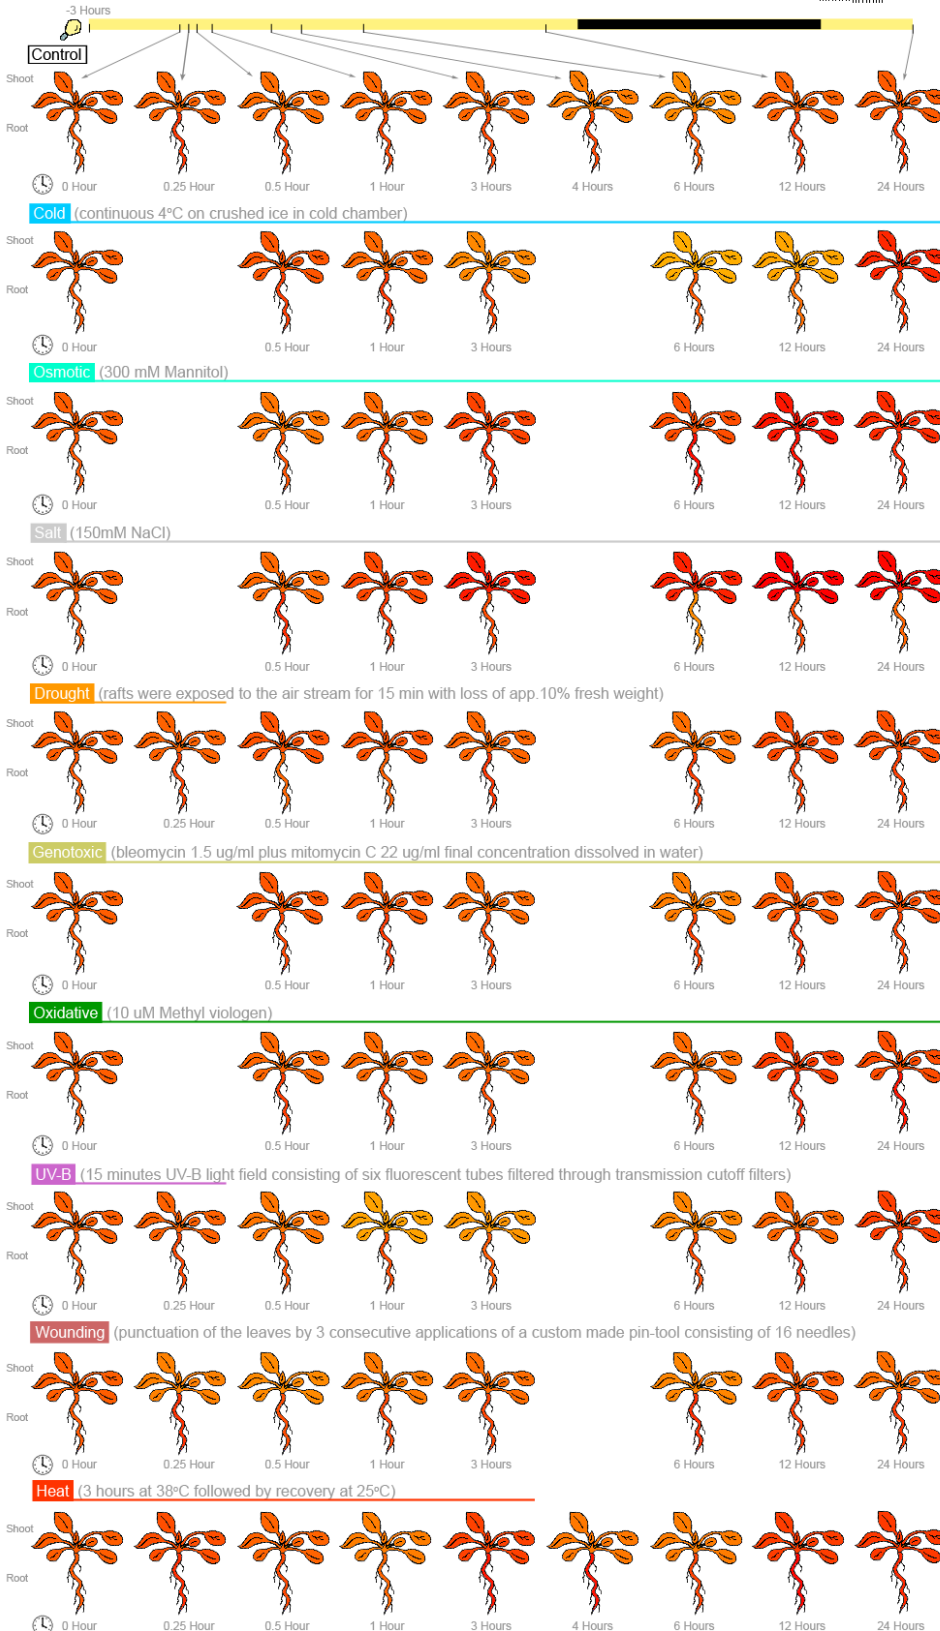 -3 Hours
Control
Shoot
Root
0 Hour 0.25 Hour 0.5 Hour 1 Hour 3 Hours 4 Hours 6 Hours 12 Hours 24 Hours
Cold (continuous 4ºC on crushed ice in cold chamber)
Shoot
Root
0 Hour 0.5 Hour 1 Hour 3 Hours 6 Hours 12 Hours 24 Hours
Osmotic (300 mM Mannitol)
Shoot
Root
0 Hour 0.5 Hour 1 Hour 3 Hours 6 Hours 12 Hours 24 Hours
Salt (150mM NaCl)
Shoot
Root
0 Hour 0.5 Hour 1 Hour 3 Hours 6 Hours 12 Hours 24 Hours
Drought (rafts were exposed to the air stream for 15 min with loss of app.10% fresh weight)
Shoot
Root
0 Hour 0.25 Hour 0.5 Hour 1 Hour 3 Hours 6 Hours 12 Hours 24 Hours
Genotoxic (bleomycin 1.5 ug/ml plus mitomycin C 22 ug/ml final concentration dissolved in water)
Shoot
Root
0 Hour 0.5 Hour 1 Hour 3 Hours 6 Hours 12 Hours 24 Hours
Oxidative (10 uM Methyl viologen)
Shoot
Root
0 Hour 0.5 Hour 1 Hour 3 Hours 6 Hours 12 Hours 24 Hours
UV-B (15 minutes UV-B light field consisting of six fluorescent tubes filtered through transmission cutoff filters)
Shoot
Root
0 Hour 0.25 Hour 0.5 Hour 1 Hour 3 Hours 6 Hours 12 Hours 24 Hours
Wounding (punctuation of the leaves by 3 consecutive applications of a custom made pin-tool consisting of 16 needles)
Shoot
Root
0 Hour 0.25 Hour 0.5 Hour 1 Hour 3 Hours 6 Hours 12 Hours 24 Hours
Heat (3 hours at 38ºC followed by recovery at 25ºC)
Shoot
Root
0 Hour 0.25 Hour 0.5 Hour 1 Hour 3 Hours 4 Hours 6 Hours 12 Hours 24 Hours